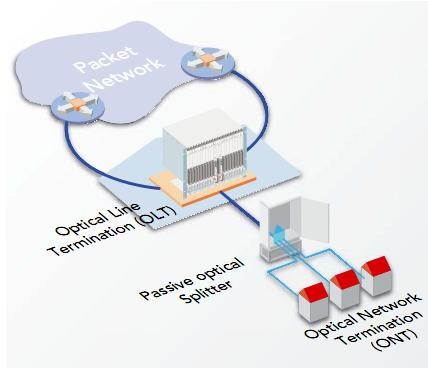 Packet
Network
Optical Line
Termination (OLT)
Passive optical
Splitter
Optical Network
Termination
(ONT)